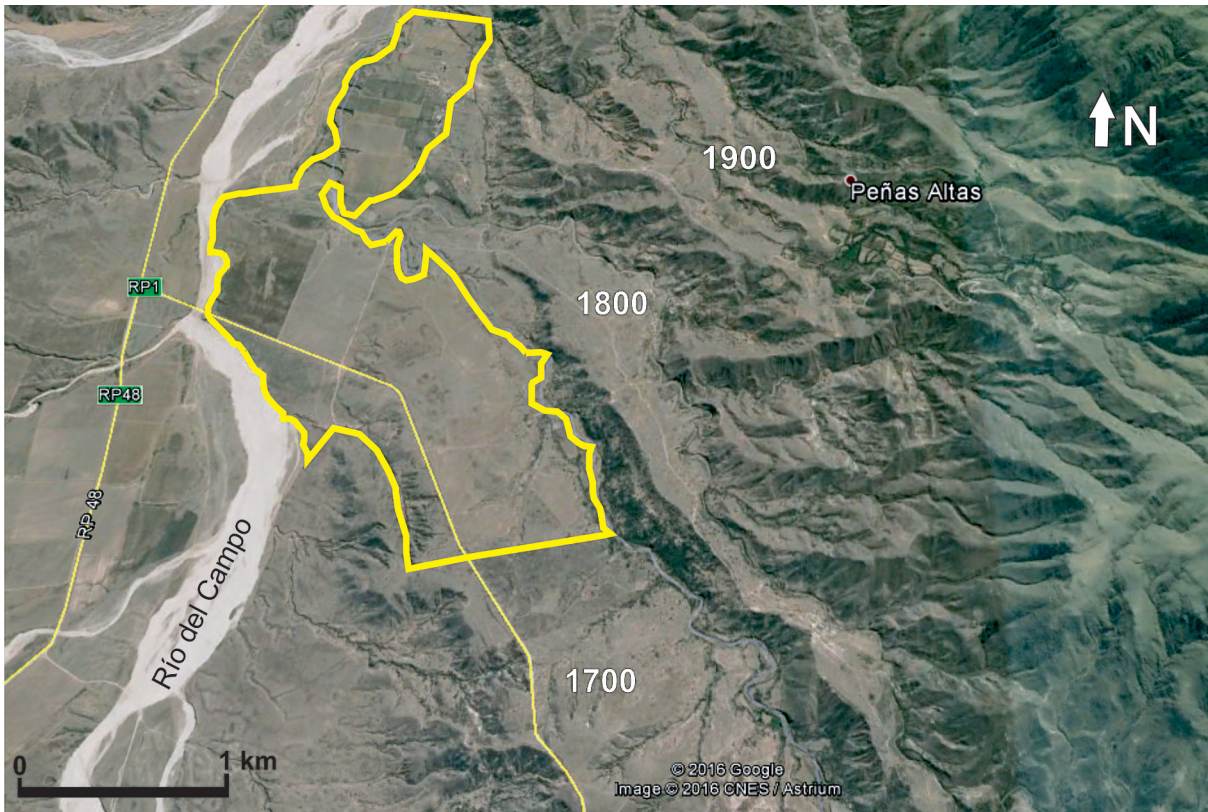 N
1900
Peñas Altas
1800
RP1
RP48
RP 48
Río del Campo
1700
0 1 km
© 2016 Google
Image © 2016 CNES / Astrium